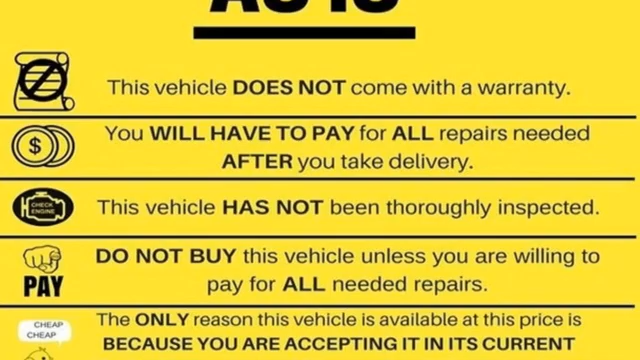 AS IS
This vehicle DOES NOT come with a warranty.
$
You WILL HAVE TO PAY for ALL repairs needed
AFTER you take delivery.
CHECK
ENGINE
This vehicle HAS NOT been thoroughly inspected.
DO NOT BUY this vehicle unless you are willing to
pay for ALL needed repairs.
PAY
CHEAP
CHEAP
The ONLY reason this vehicle is available at this price is
BECAUSE YOU ARE ACCEPTING IT IN ITS CURRENT